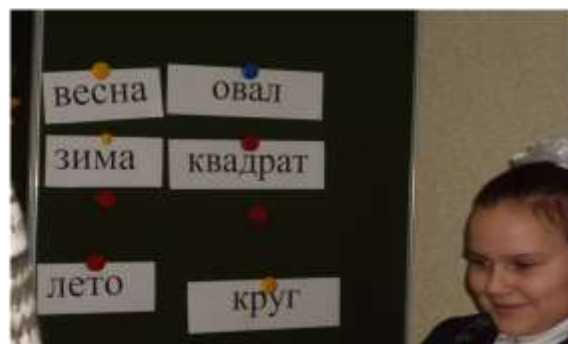 весна
овал
зима
квадрат
лето
круг